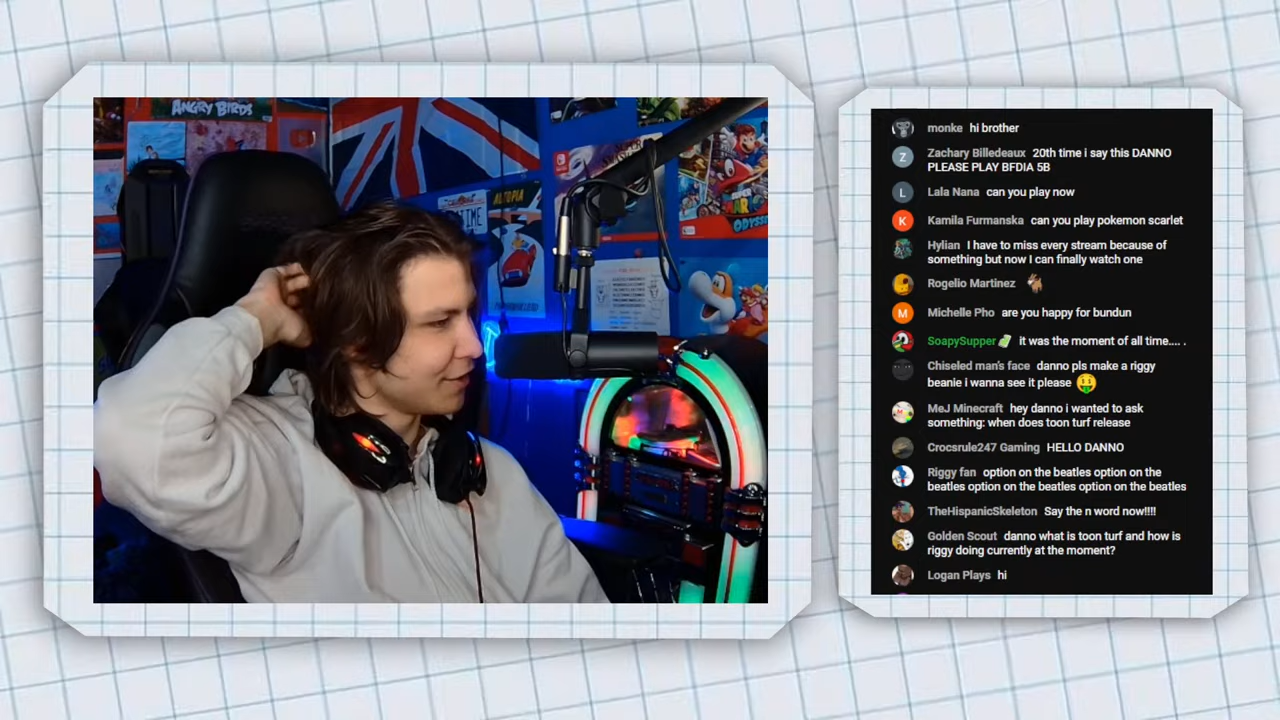 ANGRY BIRDS
SUPER
AUTOPIA
TIME
SUPER
MARIO
ODYSSEY
monke hi brother
Z
Zachary Billedeaux 20th time i say this DANNO
PLEASE PLAY BFDIA 5B
L
Lala Nana can you play now
K
Kamila Furmanska can you play pokemon scarlet
Hylian I have to miss every stream because of
something but now I can finally watch one
Rogelio Martinez
M
Michelle Pho are you happy for bundun
SoapySupper it was the moment of all time.... .
Chiseled man's face danno pls make a riggy
beanie i wanna see it please
MeJ Minecraft hey danno i wanted to ask
something: when does toon turf release
Crocsrule247 Gaming HELLO DANNO
Riggy fan option on the beatles option on the
beatles option on the beatles option on the beatles
TheHispanicSkeleton Say the n word now!!!!
Golden Scout danno what is toon turf and how is
riggy doing currently at the moment?
Logan Plays hi